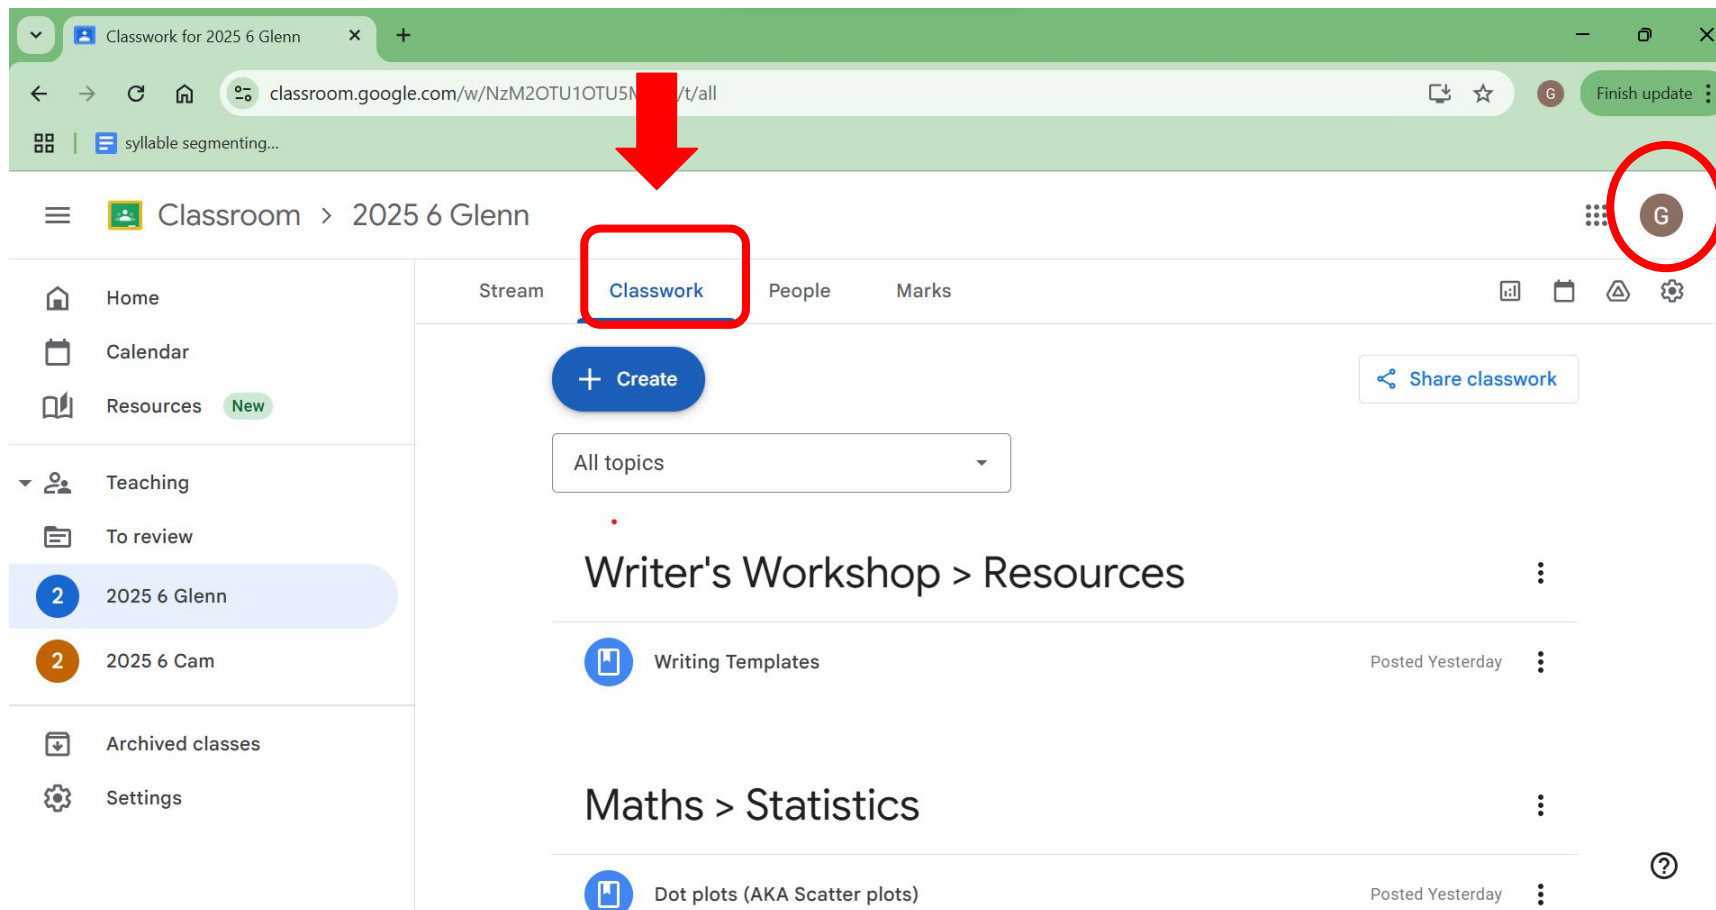 Classwork for 2025 6 Glenn
classroom.google.com/w/NzM2OTU1OTU5M /t/all
G
Finish update
syllable segmenting...
Classroom > 2025 6 Glenn
G
Home
Stream Classwork People Marks
Calendar
Resources New
+ Create
Share classwork
All topics
Teaching
To review
2 2025 6 Glenn
2 2025 6 Cam
Archived classes
Settings
Writer's Workshop > Resources
Writing Templates Posted Yesterday
Maths > Statistics
Dot plots (AKA Scatter plots) Posted Yesterday